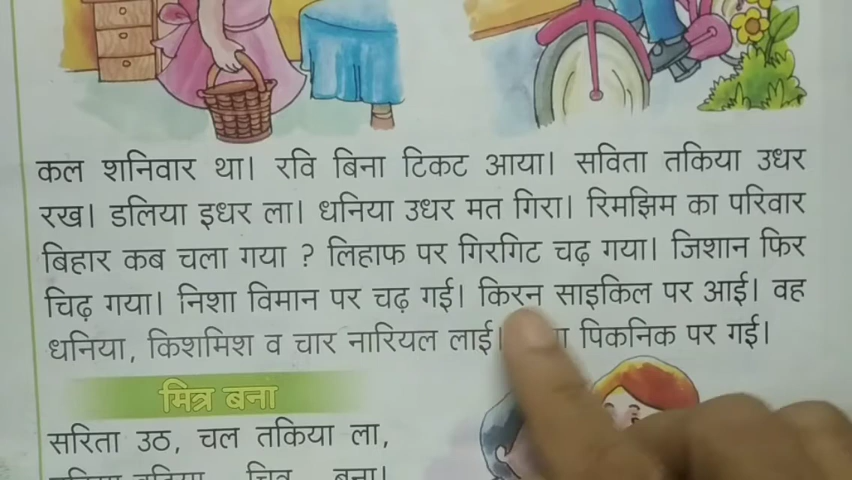 कल शनिवार था। रवि बिना टिकट आया। सविता तकिया उधर
रख। डलिया इधर ला। धनिया उधर मत गिरा। रिमझिम का परिवार
बिहार कब चला गया ? लिहाफ पर गिरगिट चढ़ गया। जिशान फिर
चिढ़ गया। निशा विमान पर चढ़ गई। किरन साइकिल पर आई। वह
धनिया, किशमिश व चार नारियल लाई। पिकनिक पर गई।
मित्र बना
सरिता उठ, चल तकिया ला,